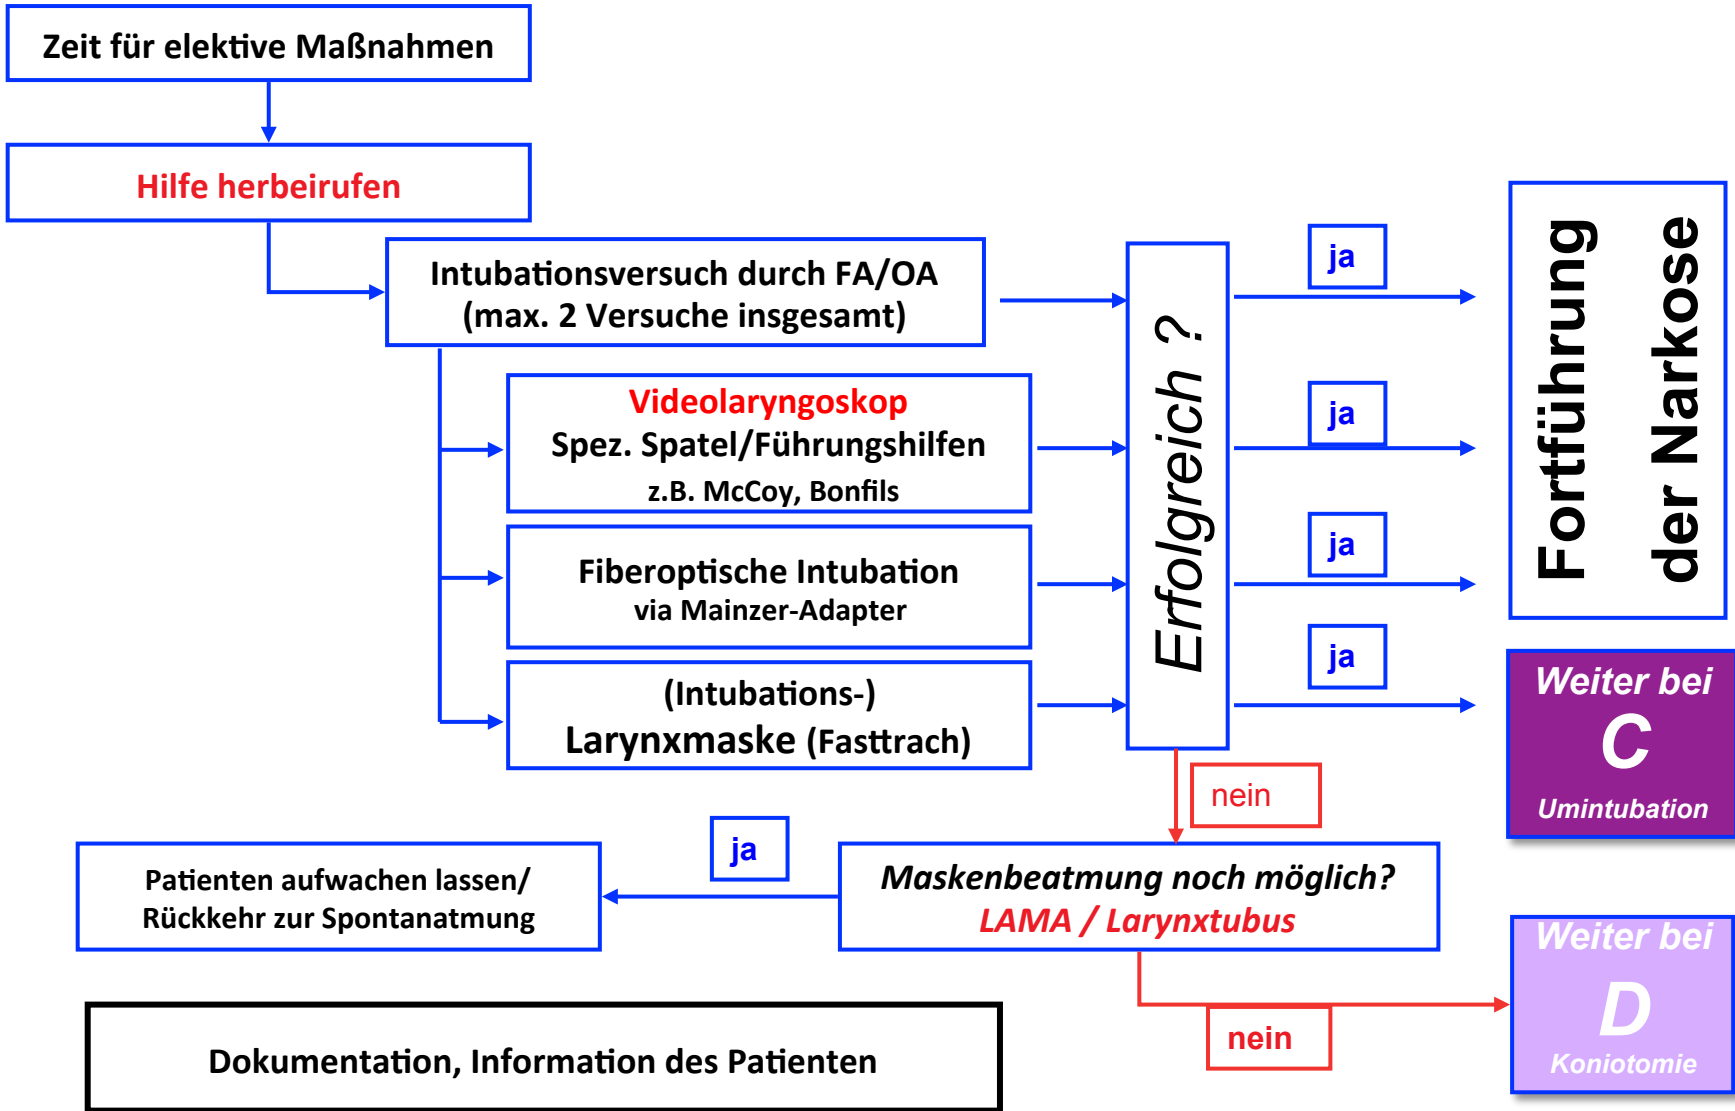 Zeit für elektive Maßnahmen
Hilfe herbeirufen
Intubationsversuch durch FA/OA
(max. 2 Versuche insgesamt)
Videolaryngoskop
Spez. Spatel/Führungshilfen
z.B. McCoy, Bonfils
Fiberoptische Intubation
via Mainzer-Adapter
(Intubations-)
Larynxmaske (Fasttrach)
Erfolgreich ?
ja
ja
ja
ja
Fortführung
der Narkose
Weiter bei
C
Umintubation
nein
Maskenbeatmung noch möglich?
LAMA / Larynxtubus
ja
Patienten aufwachen lassen/
Rückkehr zur Spontanatmung
nein
Weiter bei
D
Koniotomie
Dokumentation, Information des Patienten